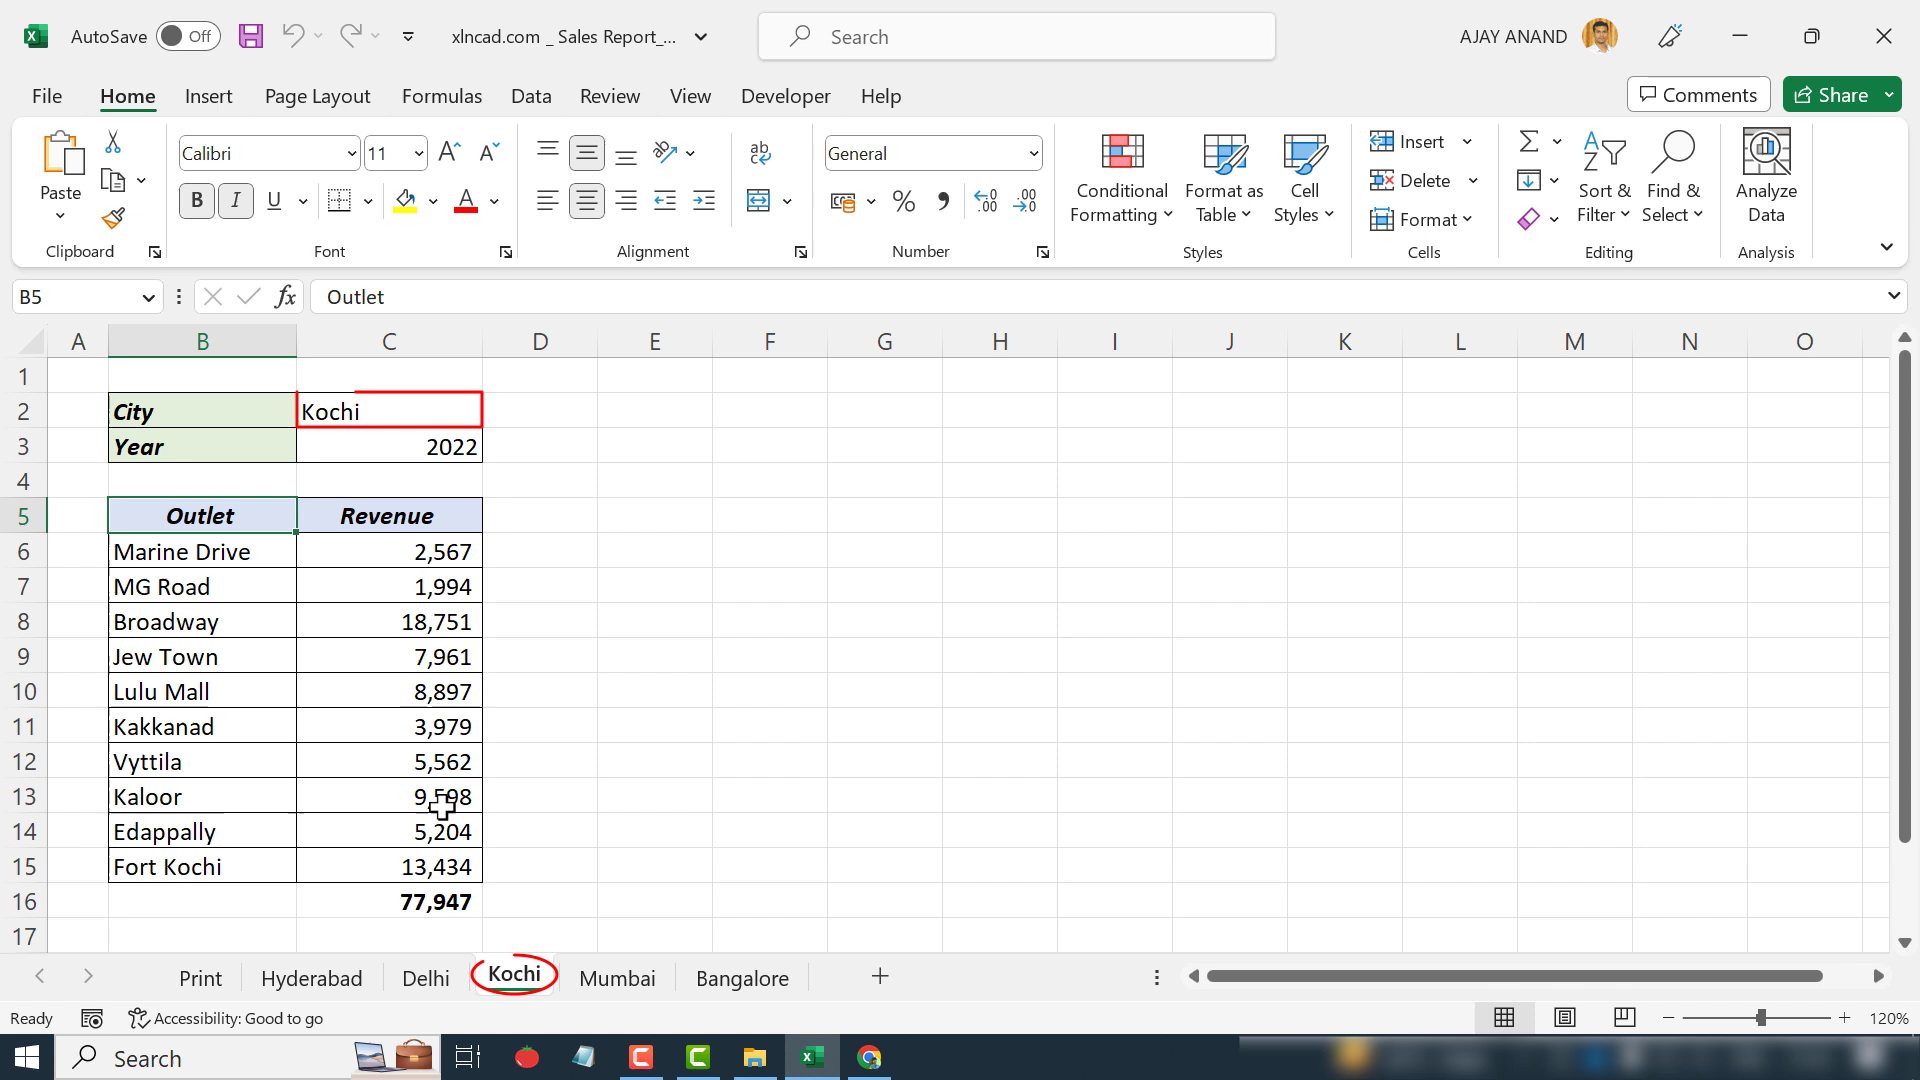 AutoSave Off xlncad.com _ Sales Report_... Search AJAY ANAND
File Home Insert Page Layout Formulas Data Review View Developer Help Comments Share
Paste
Clipboard
Calibri 11
B I U A
Font
ab
Alignment
General
% .00
Number
Conditional Formatting
Format as Table
Cell Styles
Styles
Insert
Delete
Format
Cells
Sort & Filter
Find & Select
Editing
Analyze Data
Analysis
B5 fx Outlet
A B C D E F G H I J K L M N O
1
2 City Kochi
3 Year 2022
4
5 Outlet Revenue
6 Marine Drive 2,567
7 MG Road 1,994
8 Broadway 18,751
9 Jew Town 7,961
10 Lulu Mall 8,897
11 Kakkanad 3,979
12 Vyttila 5,562
13 Kaloor
14 Edappally 5,204
15 Fort Kochi 13,434
16 77,947
17
Print Hyderabad Delhi Kochi Mumbai Bangalore
Ready Accessibility: Good to go 120%
Search